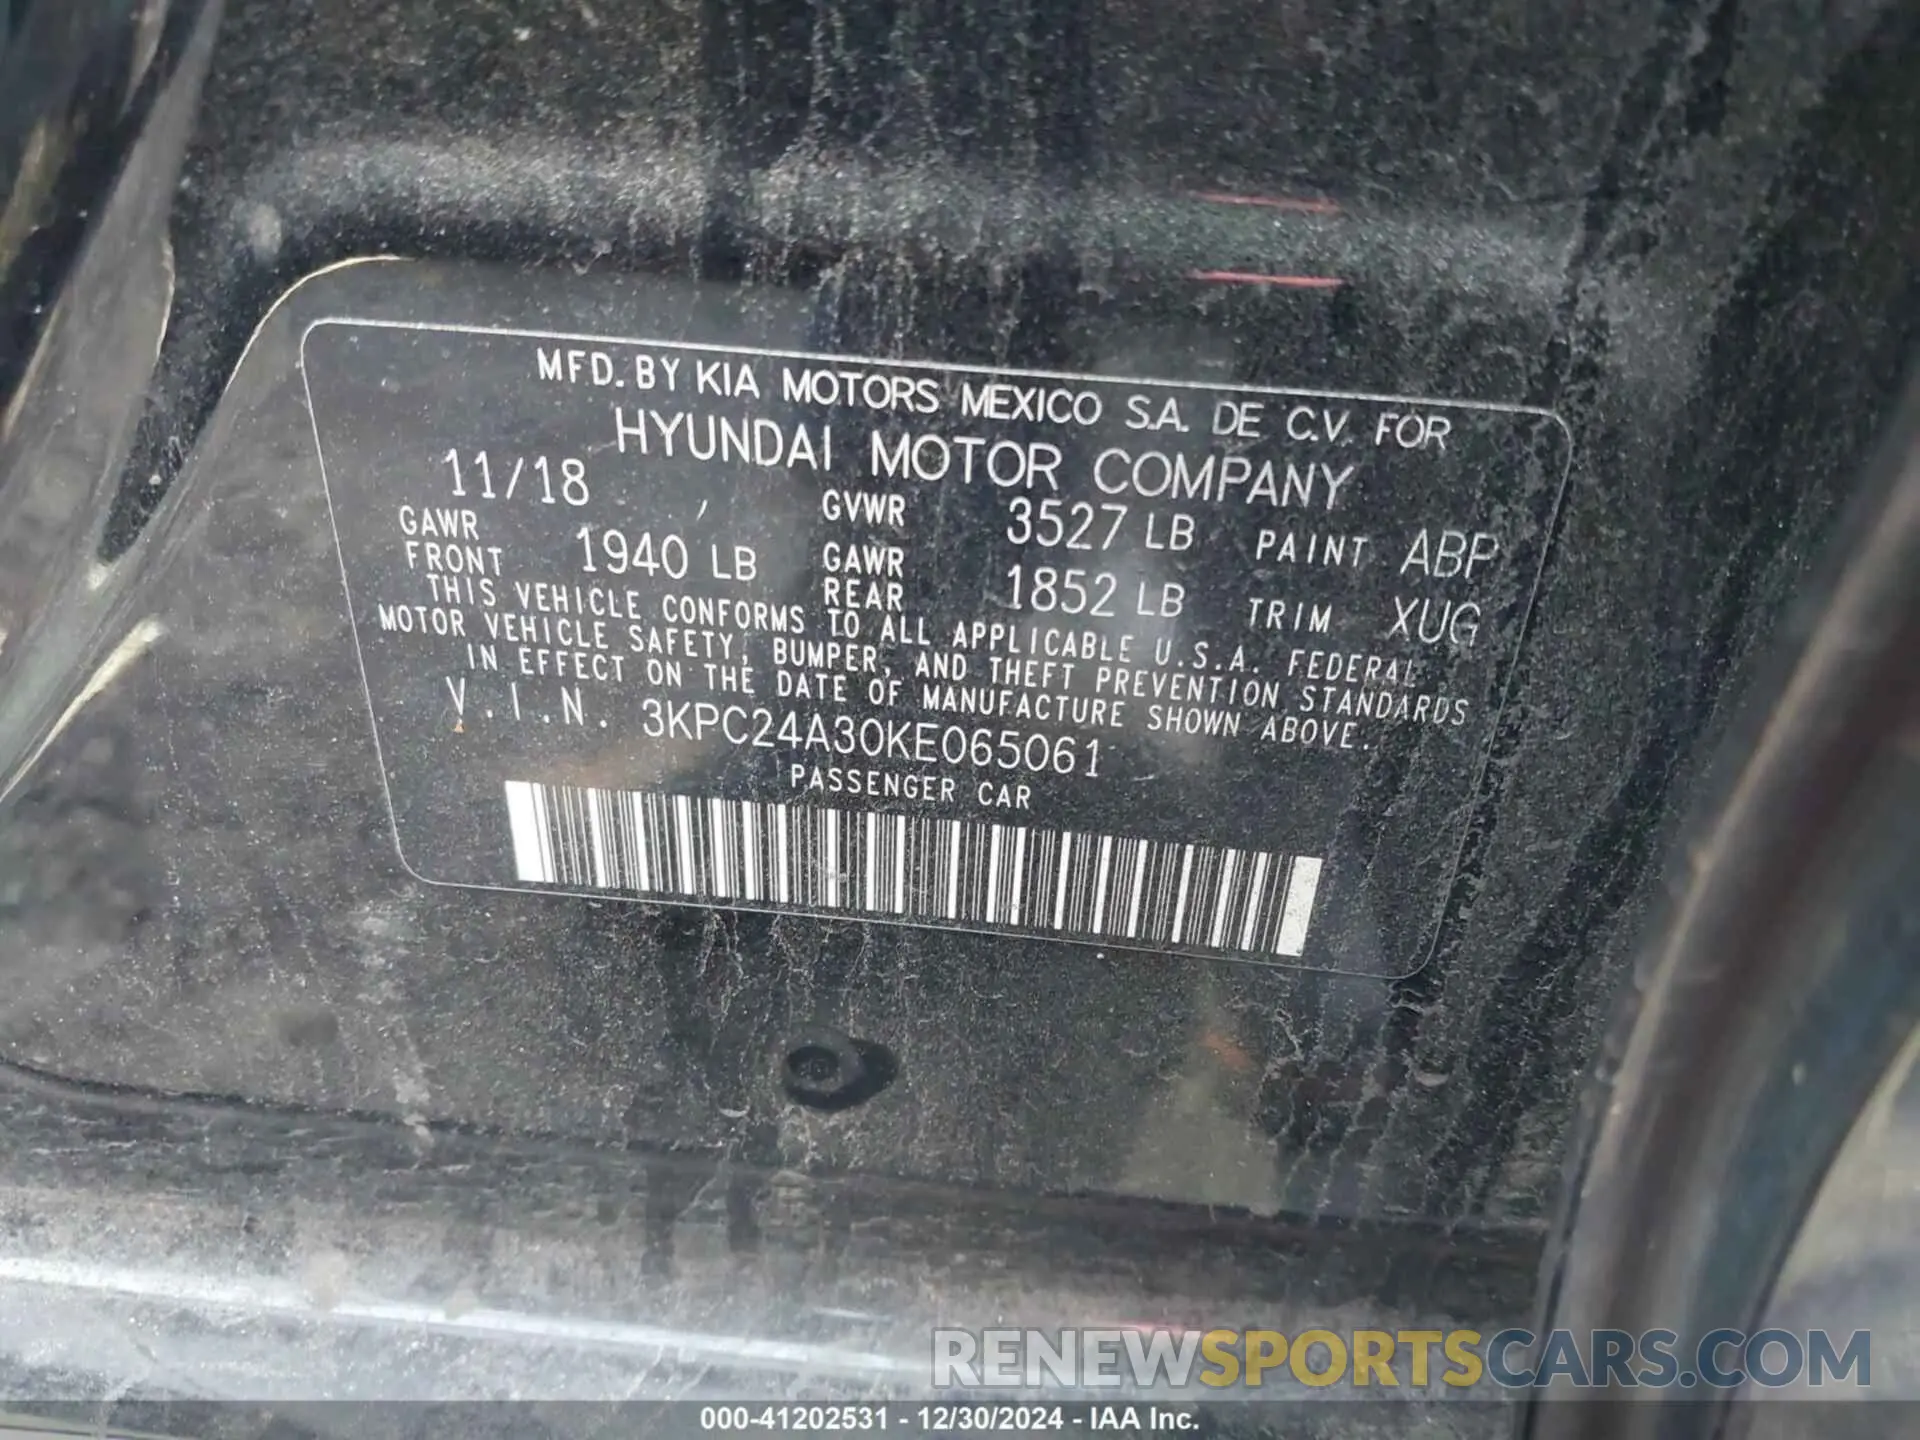 MFD. BY KIA MOTORS MEXICO S.A. DE C.V. FOR
HYUNDAI MOTOR COMPANY
11/18
GVWR 3527 LB PAINT ABP
GAWR FRONT 1940 LB GAWR REAR 1852 LB TRIM XUG
THIS VEHICLE CONFORMS TO ALL APPLICABLE U.S.A. FEDERAL
MOTOR VEHICLE SAFETY, BUMPER, AND THEFT PREVENTION STANDARDS
IN EFFECT ON THE DATE OF MANUFACTURE SHOWN ABOVE.
V.I.N. 3KPC24A30KE065061
PASSENGER CAR
RENEWSPORTSCARS.COM
000-41202531 - 12/30/2024 - IAA Inc.